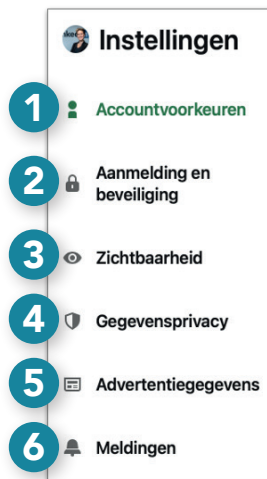 Instellingen
1 Accountvoorkeuren
2 Aanmelding en
beveiliging
3 Zichtbaarheid
4 Gegevensprivacy
5 Advertentiegegevens
6 Meldingen